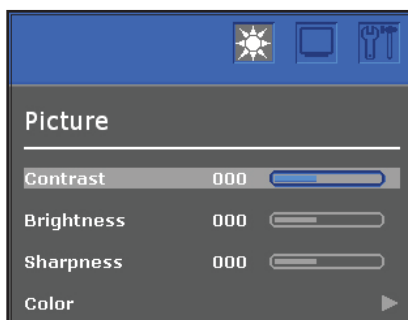 Picture
Contrast 000
Brightness 000
Sharpness 000
Color